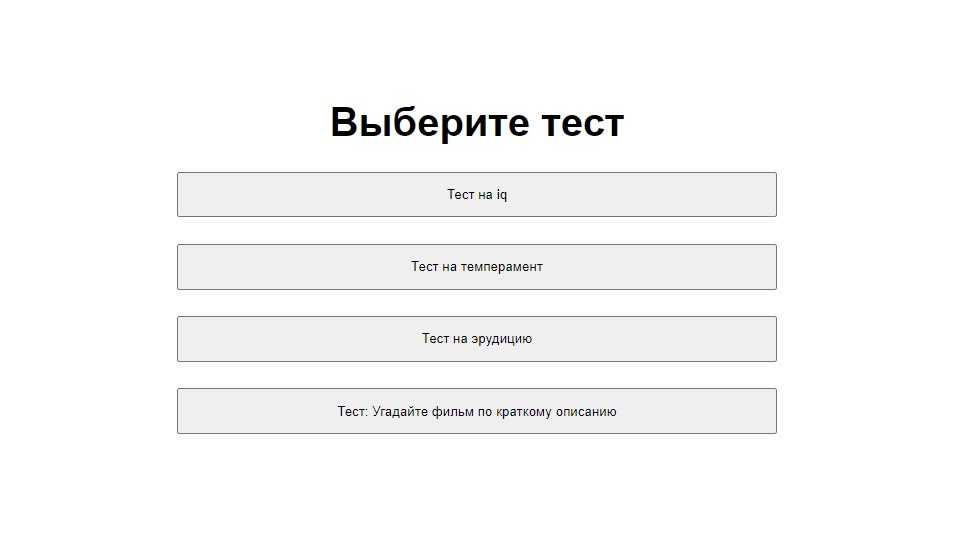 Выберите тест
Тест на iq
Тест на темперамент
Тест на эрудицию
Тест: Угадайте фильм по краткому описанию